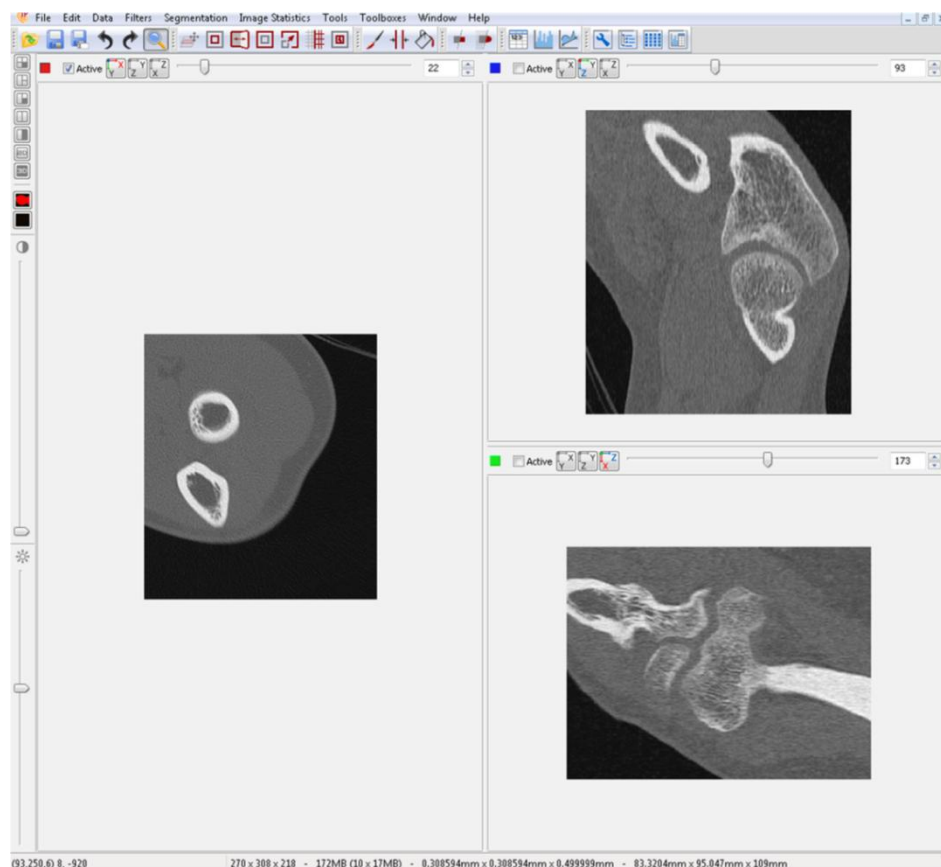 File Edit Data Filters Segmentation Image Statistics Tools Toolboxes Window Help
Active Y X Z Y Z X 22
Active Y X Z Y Z X 93
Active Y X Z Y Z X 173
(93,250,6) 8, -920 270 x 308 x 218 - 172MB (10 x 17MB) - 0.308594mm x 0.308594mm x 0.499999mm - 83.3204mm x 95.047mm x 109mm